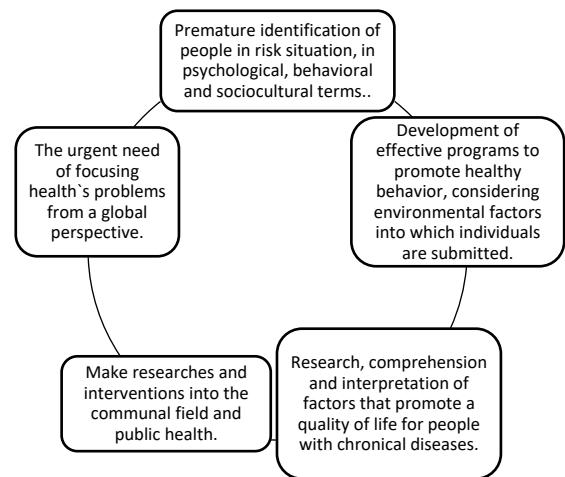 Premature identification of
people in risk situation, in
psychological, behavioral
and sociocultural terms..
Development of
effective programs to
promote healthy
behavior, considering
environmental factors
into which individuals
are submitted.
Research, comprehension
and interpretation of
factors that promote a
quality of life for people
with chronical diseases.
Make researches and
interventions into the
communal field and
public health.
The urgent need
of focusing
health`s problems
from a global
perspective.